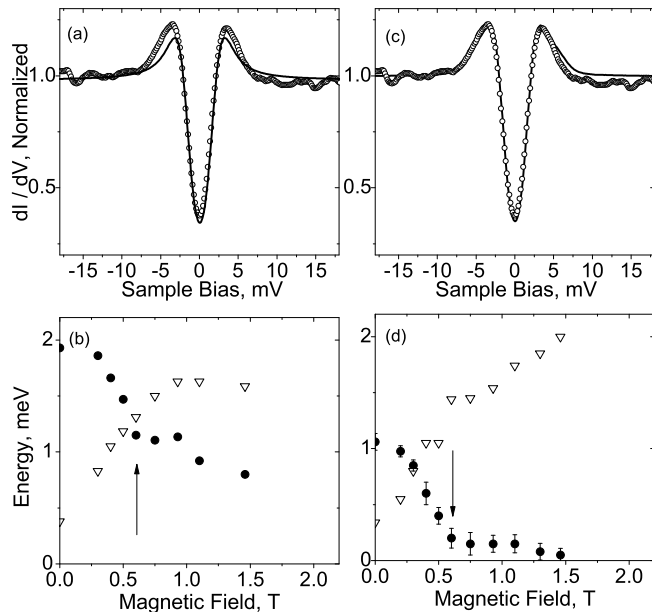 (a)
(c)
dI / dV, Normalized
1.0
0.5
1.0
0.5
-15 -10 -5 0 5 10 15
-15 -10 -5 0 5 10 15
Sample Bias, mV
Sample Bias, mV
(b)
(d)
Energy, meV
2
1
0
2
1
0
0.0 0.5 1.0 1.5 2.0
0.0 0.5 1.0 1.5 2.0
Magnetic Field, T
Magnetic Field, T